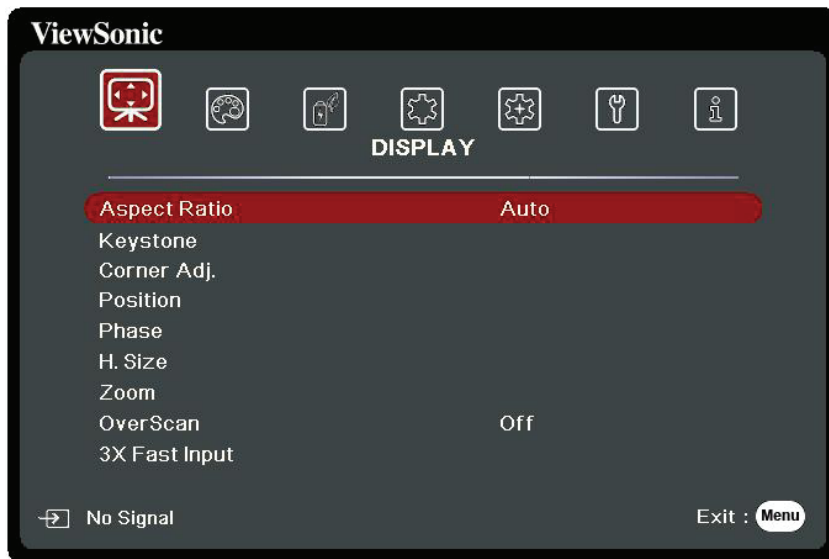 ViewSonic
DISPLAY
Aspect Ratio Auto
Keystone
Corner Adj.
Position
Phase
H. Size
Zoom
OverScan Off
3X Fast Input
No Signal Exit : Menu